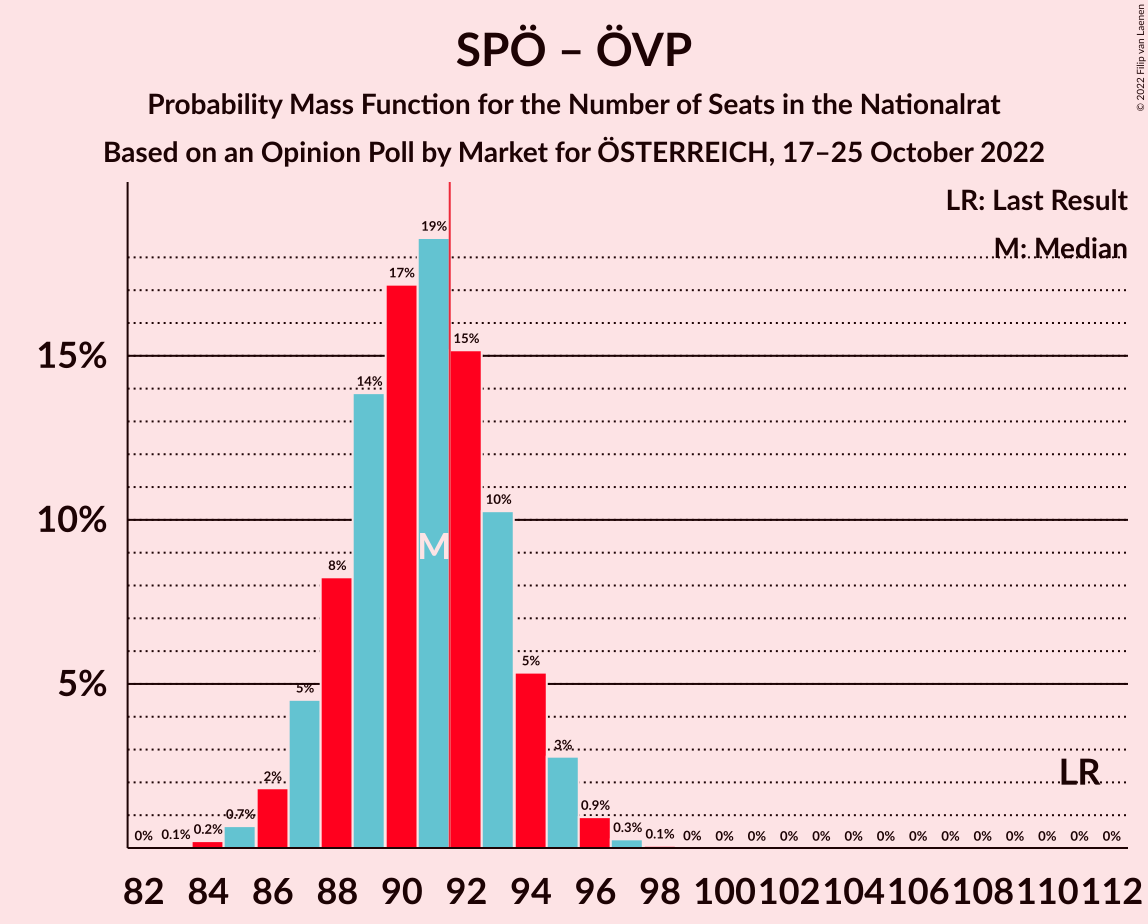 SPÖ – ÖVP
Probability Mass Function for the Number of Seats in the Nationalrat
Based on an Opinion Poll by Market for ÖSTERREICH, 17–25 October 2022
© 2022 Filip van Laenen
LR: Last Result
M: Median
15%
10%
5%
0% 0.1% 0.2% 0.7% 2% 5% 8% 14% 17% 19% 15% 10% 5% 3% 0.9% 0.3% 0.1% 0% 0% 0% 0% 0% 0% 0% 0% 0% 0% 0% 0% 0% 0%
M
LR
82 84 86 88 90 92 94 96 98 100 102 104 106 108 110 112